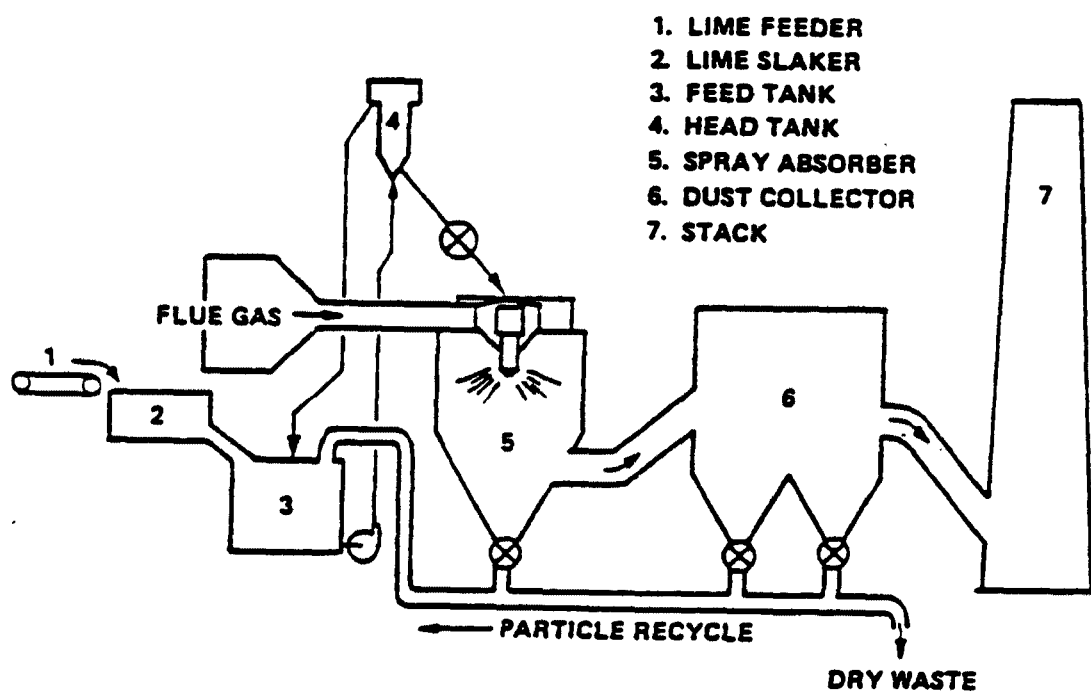 1. LIME FEEDER
2. LIME SLAKER
3. FEED TANK
4. HEAD TANK
5. SPRAY ABSORBER
6. DUST COLLECTOR
7. STACK
4
7
FLUE GAS
1
2
3
5
6
PARTICLE RECYCLE
DRY WASTE